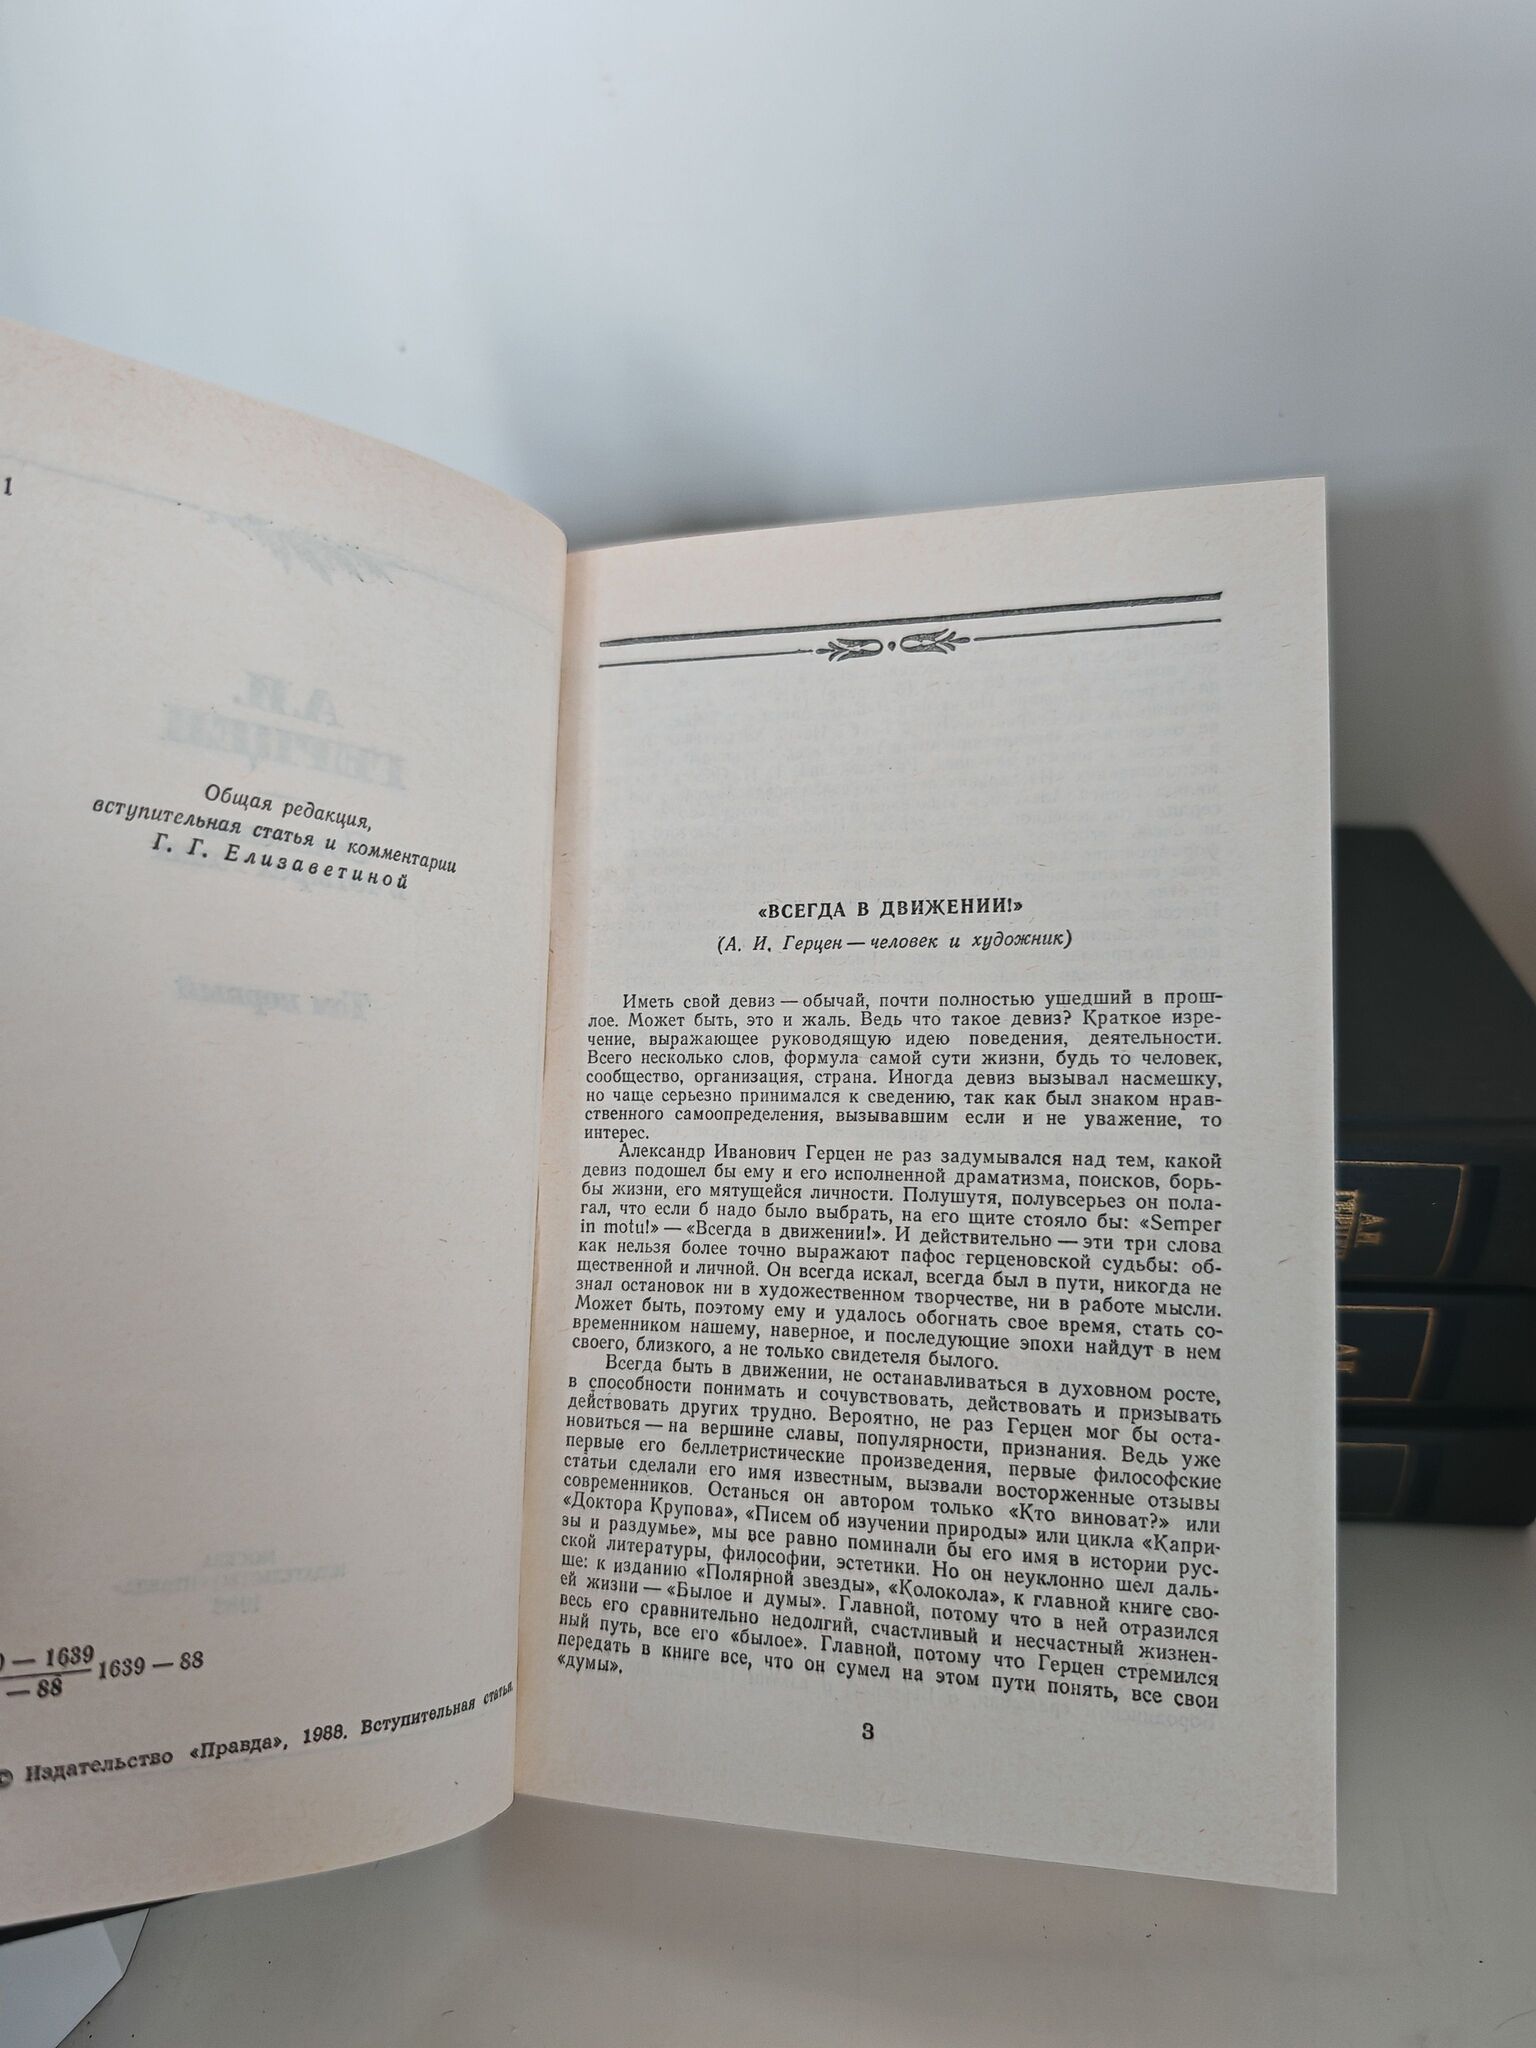 1
Общая редакция,
вступительная статья и комментарии
Г. Г. Елизаветиной
— 1639
— 88
1639 — 88
© Издательство «Правда», 1988. Вступительная статья.
«ВСЕГДА В ДВИЖЕНИИ!»
(А. И. Герцен — человек и художник)
Иметь свой девиз — обычай, почти полностью ушедший в прош-
лое. Может быть, это и жаль. Ведь что такое девиз? Краткое изре-
чение, выражающее руководящую идею поведения, деятельности.
Всего несколько слов, формула самой сути жизни, будь то человек,
сообщество, организация, страна. Иногда девиз вызывал насмешку,
но чаще серьезно принимался к сведению, так как был знаком нрав-
ственного самоопределения, вызывавшим если и не уважение, то
интерес.
Александр Иванович Герцен не раз задумывался над тем, какой
девиз подошел бы ему и его исполненной драматизма, поисков, борь-
бы жизни, его мятущейся личности. Полушутя, полувсерьез он пола-
гал, что если б надо было выбрать, на его щите стояло бы: «Semper
in motu!» — «Всегда в движении!». И действительно — эти три слова
как нельзя более точно выражают пафос герценовской судьбы: об-
щественной и личной. Он всегда искал, всегда был в пути, никогда не
знал остановок ни в художественном творчестве, ни в работе мысли.
Может быть, поэтому ему и удалось обогнать свое время, стать со-
временником нашему, наверное, и последующие эпохи найдут в нем
своего, близкого, а не только свидетеля былого.
Всегда быть в движении, не останавливаться в духовном росте,
в способности понимать и сочувствовать, действовать и призывать
действовать других трудно. Вероятно, не раз Герцен мог бы оста-
новиться — на вершине славы, популярности, признания. Ведь уже
первые его беллетристические произведения, первые философские
статьи сделали его имя известным, вызвали восторженные отзывы
современников. Останься он автором только «Кто виноват?» или
«Доктора Крупова», «Писем об изучении природы» или цикла «Капри-
зы и раздумье», мы все равно поминали бы его имя в истории рус-
ской литературы, философии, эстетики. Но он неуклонно шел даль-
ше: к изданию «Полярной звезды», «Колокола», к главной книге сво-
ей жизни — «Былое и думы». Главной, потому что в ней отразился
весь его сравнительно недолгий, счастливый и несчастный жизнен-
ный путь, все его «былое». Главной, потому что Герцен стремился
передать в книге все, что он сумел на этом пути понять, все свои
«думы».
3